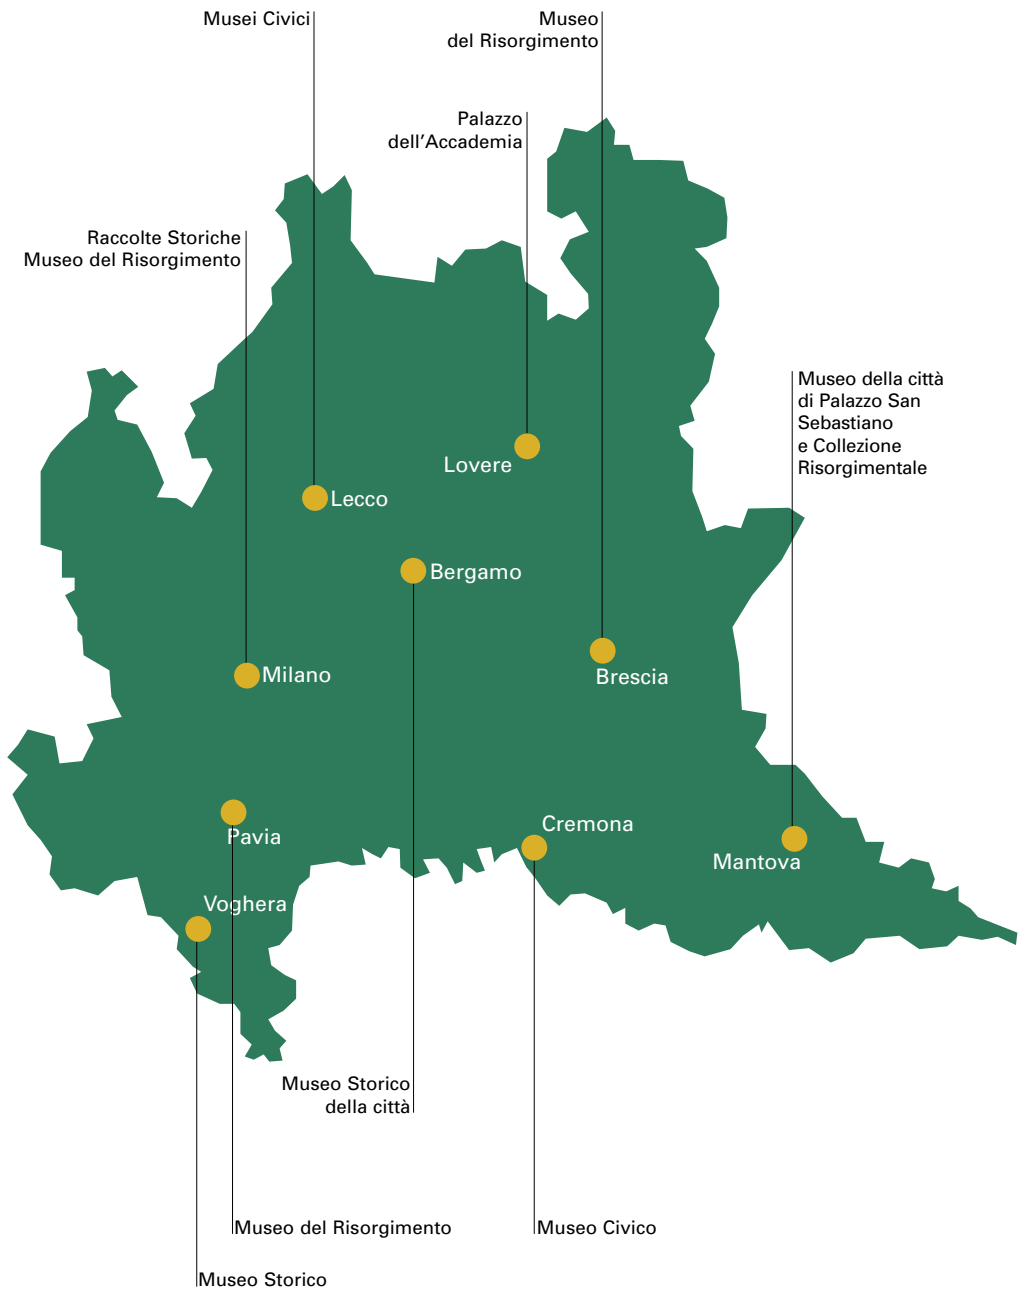 Musei Civici
Museo
del Risorgimento
Palazzo
dell'Accademia
Raccolte Storiche
Museo del Risorgimento
Museo della città
di Palazzo San
Sebastiano
e Collezione
Risorgimentale
Lovere
Lecco
Bergamo
Milano
Brescia
Pavia
Cremona
Mantova
Voghera
Museo Storico
della città
Museo del Risorgimento
Museo Civico
Museo Storico